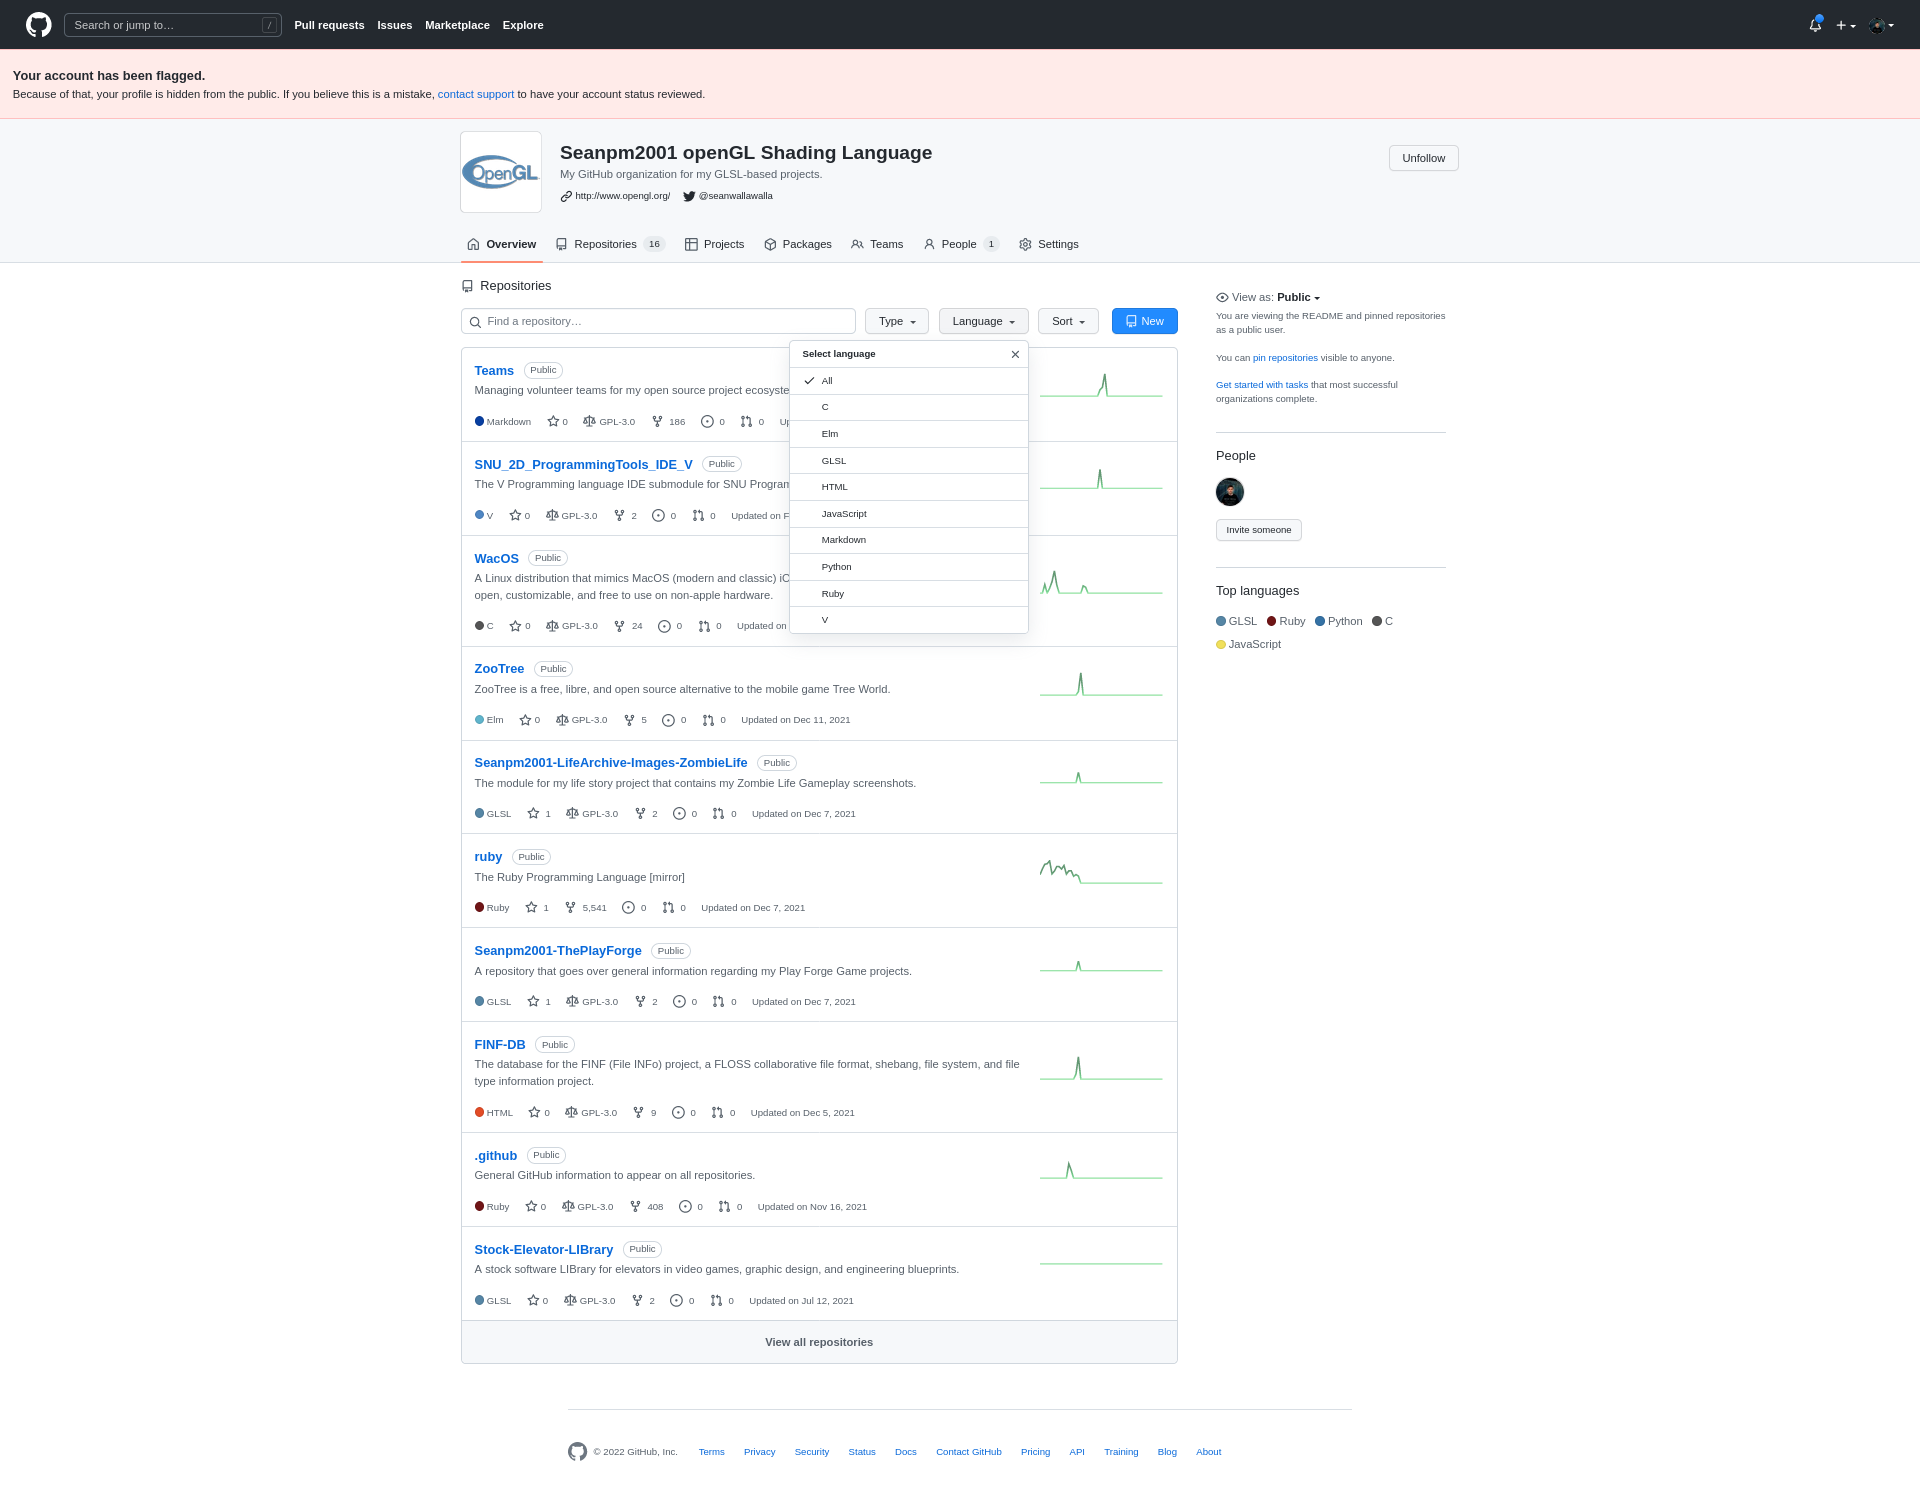 Search or jump to…
/
Pull requests Issues Marketplace Explore
Your account has been flagged.
Because of that, your profile is hidden from the public. If you believe this is a mistake, contact support to have your account status reviewed.
OpenGL
Seanpm2001 openGL Shading Language
My GitHub organization for my GLSL-based projects.
http://www.opengl.org/ @seanwallawalla
Unfollow
Overview Repositories 16 Projects Packages Teams People 1 Settings
Repositories
Find a repository…
Type Language Sort New
Select language
All
C
Elm
GLSL
HTML
JavaScript
Markdown
Python
Ruby
V
Teams Public
Managing volunteer teams for my open source project ecosyste
Markdown 0 GPL-3.0 186 0 0 Up
SNU_2D_ProgrammingTools_IDE_V Public
The V Programming language IDE submodule for SNU Program
V 0 GPL-3.0 2 0 0 Updated on F
WacOS Public
A Linux distribution that mimics MacOS (modern and classic) iO
open, customizable, and free to use on non-apple hardware.
C 0 GPL-3.0 24 0 0 Updated on
ZooTree Public
ZooTree is a free, libre, and open source alternative to the mobile game Tree World.
Elm 0 GPL-3.0 5 0 0 Updated on Dec 11, 2021
Seanpm2001-LifeArchive-Images-ZombieLife Public
The module for my life story project that contains my Zombie Life Gameplay screenshots.
GLSL 1 GPL-3.0 2 0 0 Updated on Dec 7, 2021
ruby Public
The Ruby Programming Language [mirror]
Ruby 1 5,541 0 0 Updated on Dec 7, 2021
Seanpm2001-ThePlayForge Public
A repository that goes over general information regarding my Play Forge Game projects.
GLSL 1 GPL-3.0 2 0 0 Updated on Dec 7, 2021
FINF-DB Public
The database for the FINF (File INFo) project, a FLOSS collaborative file format, shebang, file system, and file
type information project.
HTML 0 GPL-3.0 9 0 0 Updated on Dec 5, 2021
.github Public
General GitHub information to appear on all repositories.
Ruby 0 GPL-3.0 408 0 0 Updated on Nov 16, 2021
Stock-Elevator-LIBrary Public
A stock software LIBrary for elevators in video games, graphic design, and engineering blueprints.
GLSL 0 GPL-3.0 2 0 0 Updated on Jul 12, 2021
View all repositories
View as: Public
You are viewing the README and pinned repositories
as a public user.
You can pin repositories visible to anyone.
Get started with tasks that most successful
organizations complete.
People
Invite someone
Top languages
GLSL Ruby Python C
JavaScript
© 2022 GitHub, Inc. Terms Privacy Security Status Docs Contact GitHub Pricing API Training Blog About